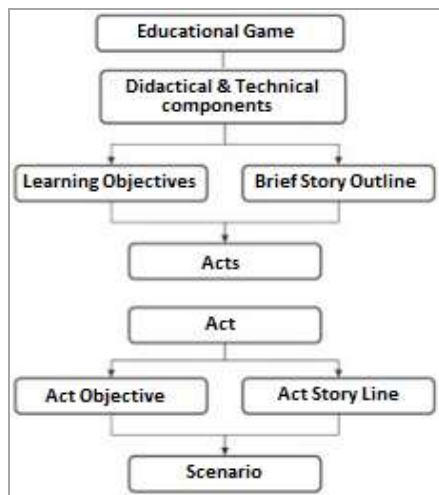 Educational Game
Didactical & Technical
components
Learning Objectives
Brief Story Outline
Acts
Act
Act Objective
Act Story Line
Scenario